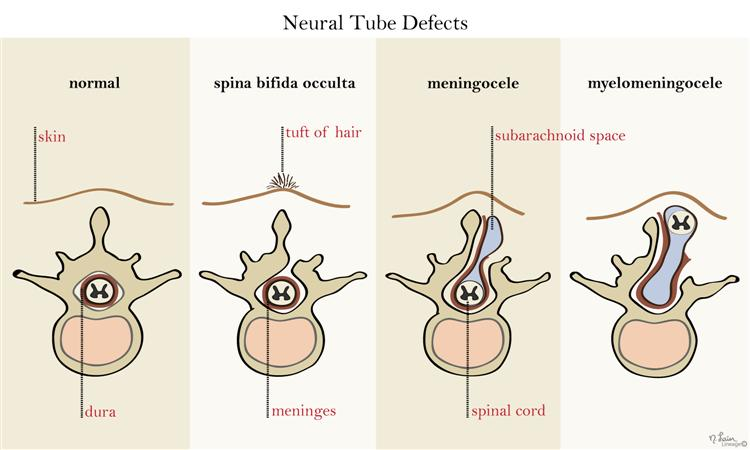 Neural Tube Defects
normal
spina bifida occulta
meningocele
myelomeningocele
skin
tuft of hair
subarachnoid space
dura
meninges
spinal cord
Lineage©